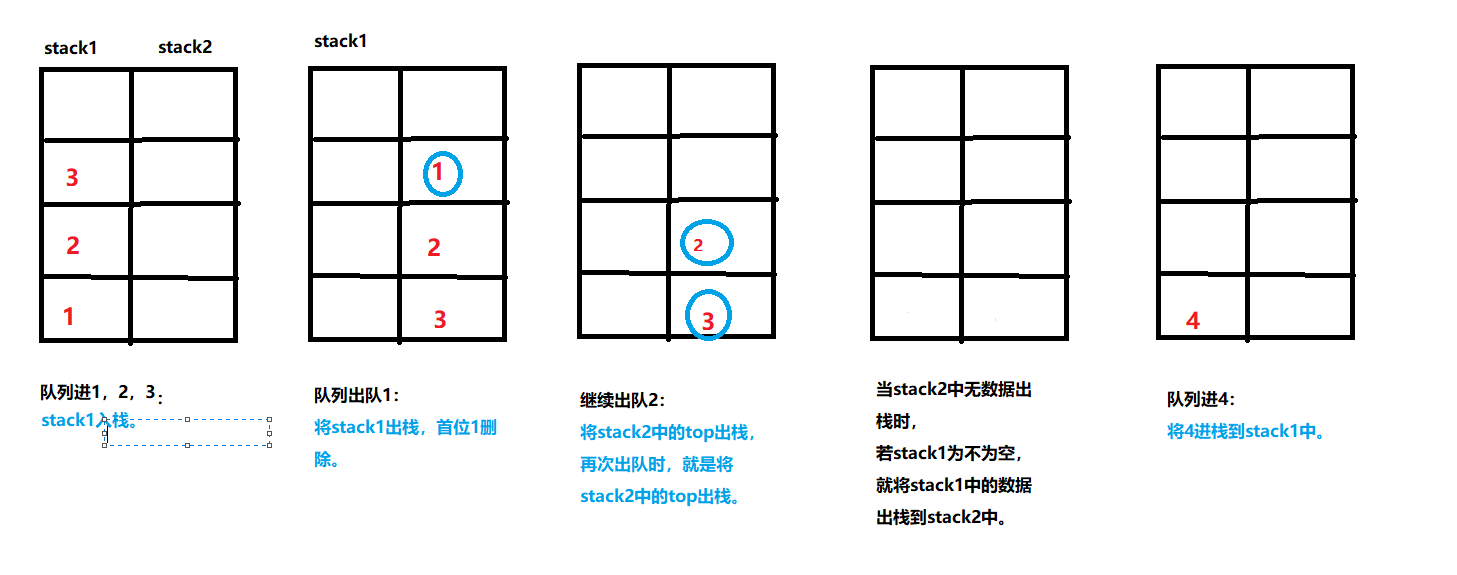 stack1
stack2
stack1
3
2
1
1
2
3
2
3
4
队列进1，2，3：
stack1入栈。
队列出队1：
将stack1出栈，首位1删
除。
继续出队2：
将stack2中的top出栈，
再次出队时，就是将
stack2中的top出栈。
当stack2中无数据出
栈时，
若stack1为不为空，
就将stack1中的数据
出栈到stack2中。
队列进4：
将4进栈到stack1中。